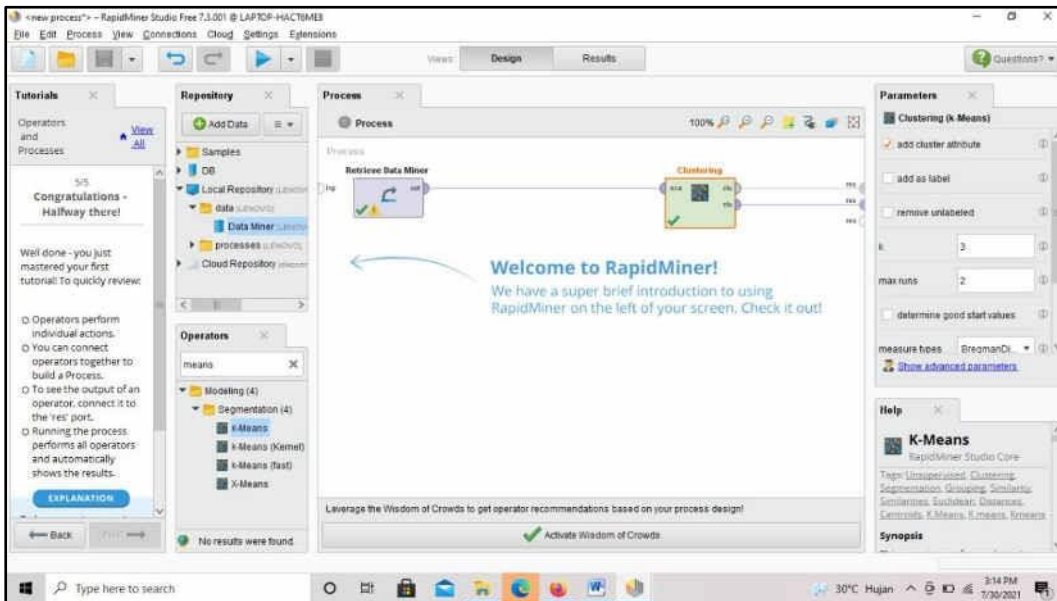 <new process*> – RapidMiner Studio Free 7.3.001 @ LAPTOP-HACT6ME8
File Edit Process View Connections Cloud Settings Extensions
Views: Design Results Questions?
Tutorials
Operators and Processes
View All
5/5
Congratulations - Halfway there!
Well done - you just mastered your first tutorial! To quickly review:
Operators perform individual actions.
You can connect operators together to build a Process.
To see the output of an operator, connect it to the 'res' port.
Running the process performs all operators and automatically shows the results.
EXPLANATION
Back
Repository
Add Data
Samples
DB
Local Repository
data (LENOVO)
Data Miner
processes (LENOVO)
Cloud Repository
Operators
means
Modeling (4)
Segmentation (4)
k-Means
k-Means (Kernel)
k-Means (fast)
X-Means
No results were found
Process
Process
100%
Process
Retrieve Data Miner
inp
out
Clustering
exa
clu
clu
res
res
res
Welcome to RapidMiner!
We have a super brief introduction to using
RapidMiner on the left of your screen. Check it out!
Leverage the Wisdom of Crowds to get operator recommendations based on your process design!
Activate Wisdom of Crowds
Parameters
Clustering (k-Means)
add cluster attribute
add as label
remove unlabeled
k 3
max runs 2
determine good start values
measure types BregmanDi...
Show advanced parameters
Help
K-Means
RapidMiner Studio Core
Tags: Unsupervised, Clustering,
Segmentation, Grouping, Similarity,
Similarities, Euclidean, Distances,
Centroids, K.Means, K.means, Kmeans
Synopsis
Type here to search
30°C Hujan
3:14 PM
7/30/2021